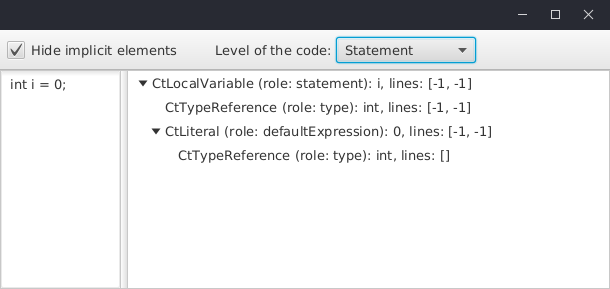 Hide implicit elements Level of the code: Statement
int i = 0;
CtLocalVariable (role: statement): i, lines: [-1, -1]
CtTypeReference (role: type): int, lines: [-1, -1]
CtLiteral (role: defaultExpression): 0, lines: [-1, -1]
CtTypeReference (role: type): int, lines: []